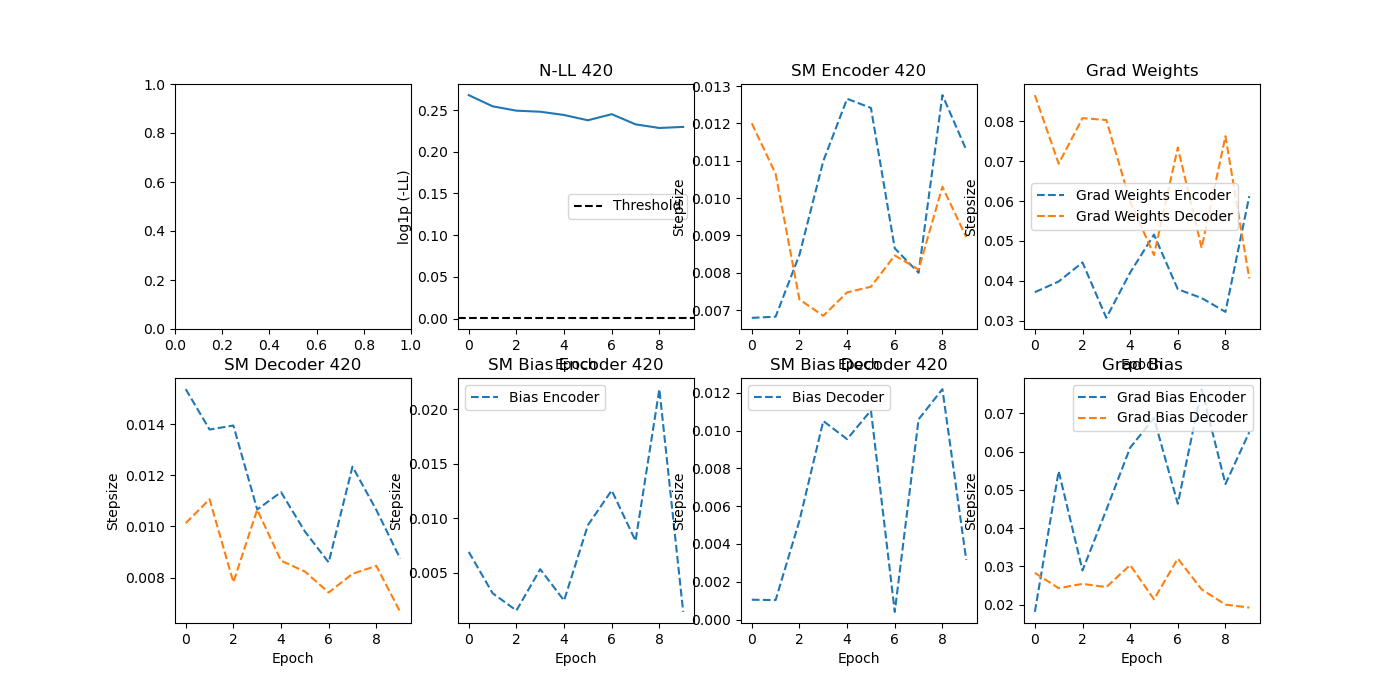 N-LL 420
SM Encoder 420
Grad Weights
1.0
0.8
0.6
0.4
0.2
0.0
0.0 0.2 0.4 0.6 0.8 1.0
log1p (-LL)
0.25
0.20
0.15
0.10
0.05
0.00
Threshold
0 2 4 6 8
Epoch
Stepsize
0.013
0.012
0.011
0.010
0.009
0.008
0.007
0 2 4 6 8
Epoch
Stepsize
0.08
0.07
0.06
0.05
0.04
0.03
Grad Weights Encoder
Grad Weights Decoder
0 2 4 6 8
Epoch
SM Decoder 420
SM Bias Encoder 420
SM Bias Decoder 420
Grad Bias
Stepsize
0.014
0.012
0.010
0.008
0 2 4 6 8
Epoch
Stepsize
0.020
0.015
0.010
0.005
Bias Encoder
0 2 4 6 8
Epoch
Stepsize
0.012
0.010
0.008
0.006
0.004
0.002
0.000
Bias Decoder
0 2 4 6 8
Epoch
Stepsize
0.07
0.06
0.05
0.04
0.03
0.02
Grad Bias Encoder
Grad Bias Decoder
0 2 4 6 8
Epoch